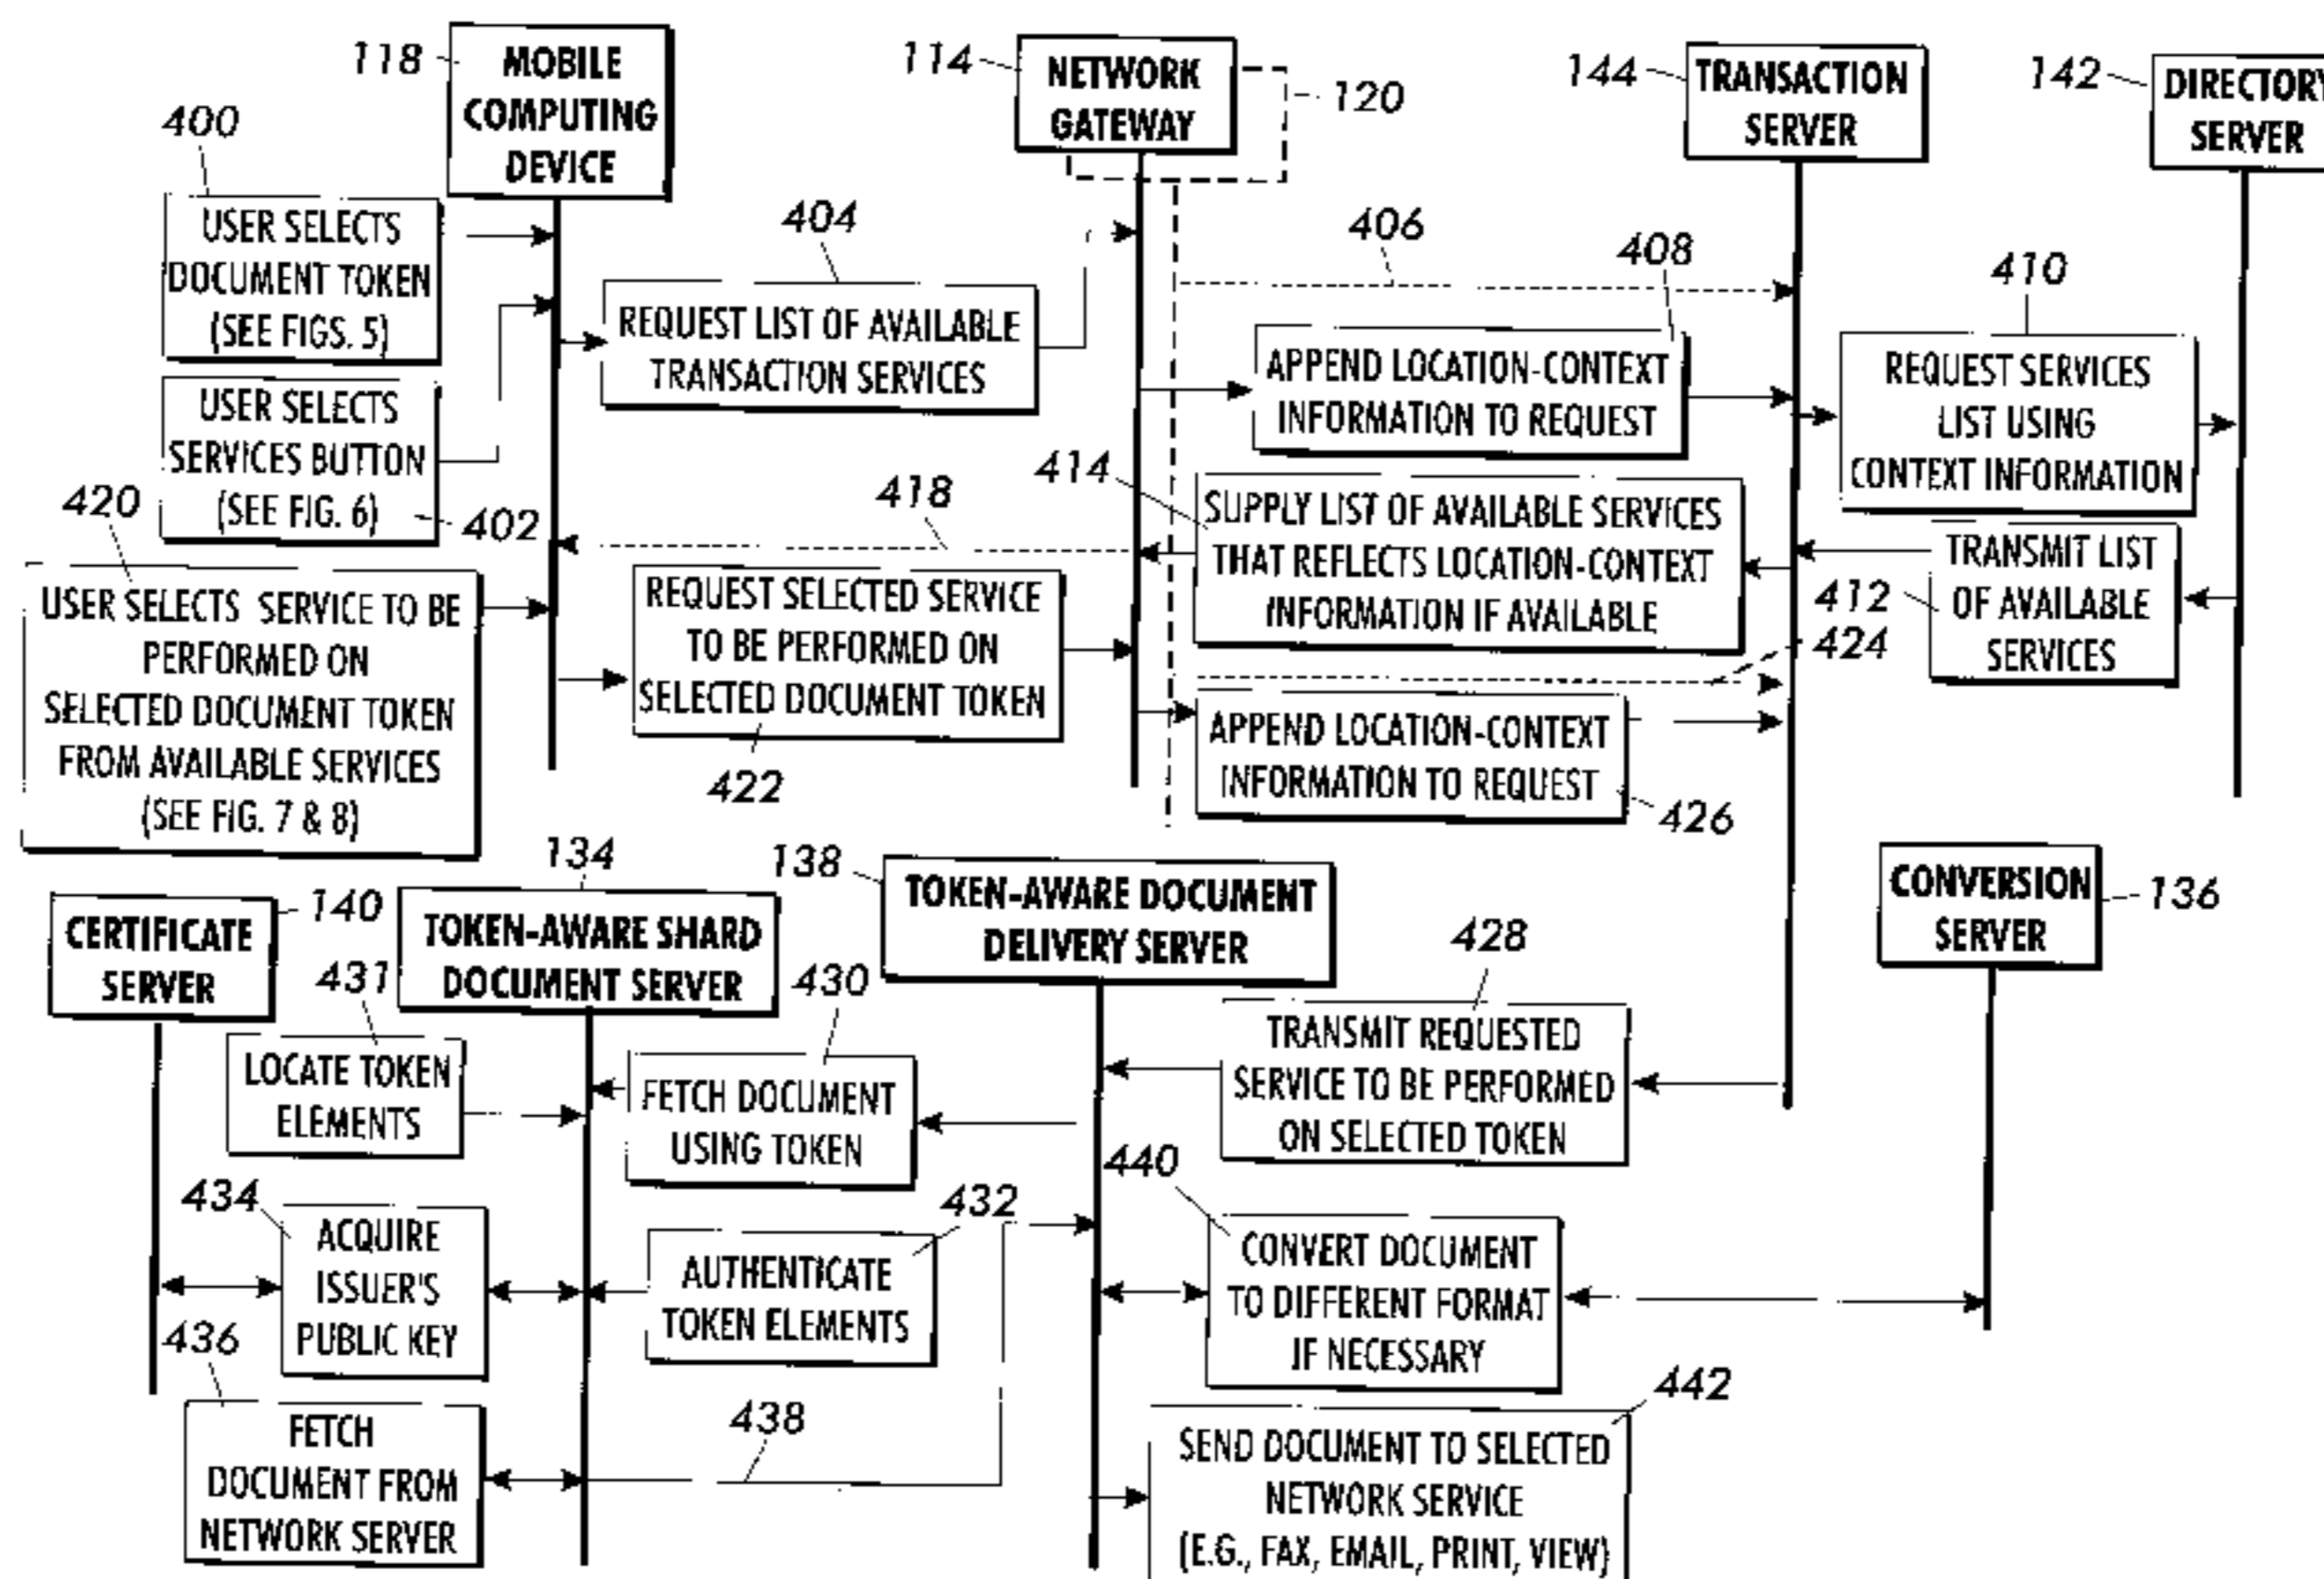 118
MOBILE
COMPUTING
DEVICE
114
NETWORK
GATEWAY
120
144
TRANSACTION
SERVER
142
DIRECTORY
SERVER
400
USER SELECTS
DOCUMENT TOKEN
(SEE FIGS. 5)
USER SELECTS
SERVICES BUTTON
(SEE FIG. 6)
402
404
REQUEST LIST OF AVAILABLE
TRANSACTION SERVICES
406
408
APPEND LOCATION-CONTEXT
INFORMATION TO REQUEST
410
REQUEST SERVICES
LIST USING
CONTEXT INFORMATION
412
TRANSMIT LIST
OF AVAILABLE
SERVICES
414
SUPPLY LIST OF AVAILABLE SERVICES
THAT REFLECTS LOCATION-CONTEXT
INFORMATION IF AVAILABLE
418
420
USER SELECTS SERVICE TO BE
PERFORMED ON
SELECTED DOCUMENT TOKEN
FROM AVAILABLE SERVICES
(SEE FIG. 7 & 8)
REQUEST SELECTED SERVICE
TO BE PERFORMED ON
SELECTED DOCUMENT TOKEN
422
424
APPEND LOCATION-CONTEXT
INFORMATION TO REQUEST
426
CERTIFICATE
SERVER
140
134
TOKEN-AWARE SHARD
DOCUMENT SERVER
138
TOKEN-AWARE DOCUMENT
DELIVERY SERVER
CONVERSION
SERVER
136
428
TRANSMIT REQUESTED
SERVICE TO BE PERFORMED
ON SELECTED TOKEN
430
FETCH DOCUMENT
USING TOKEN
431
LOCATE TOKEN
ELEMENTS
432
AUTHENTICATE
TOKEN ELEMENTS
434
ACQUIRE
ISSUER'S
PUBLIC KEY
436
FETCH
DOCUMENT FROM
NETWORK SERVER
438
440
CONVERT DOCUMENT
TO DIFFERENT FORMAT
IF NECESSARY
442
SEND DOCUMENT TO SELECTED
NETWORK SERVICE
(E.G., FAX, EMAIL, PRINT, VIEW)